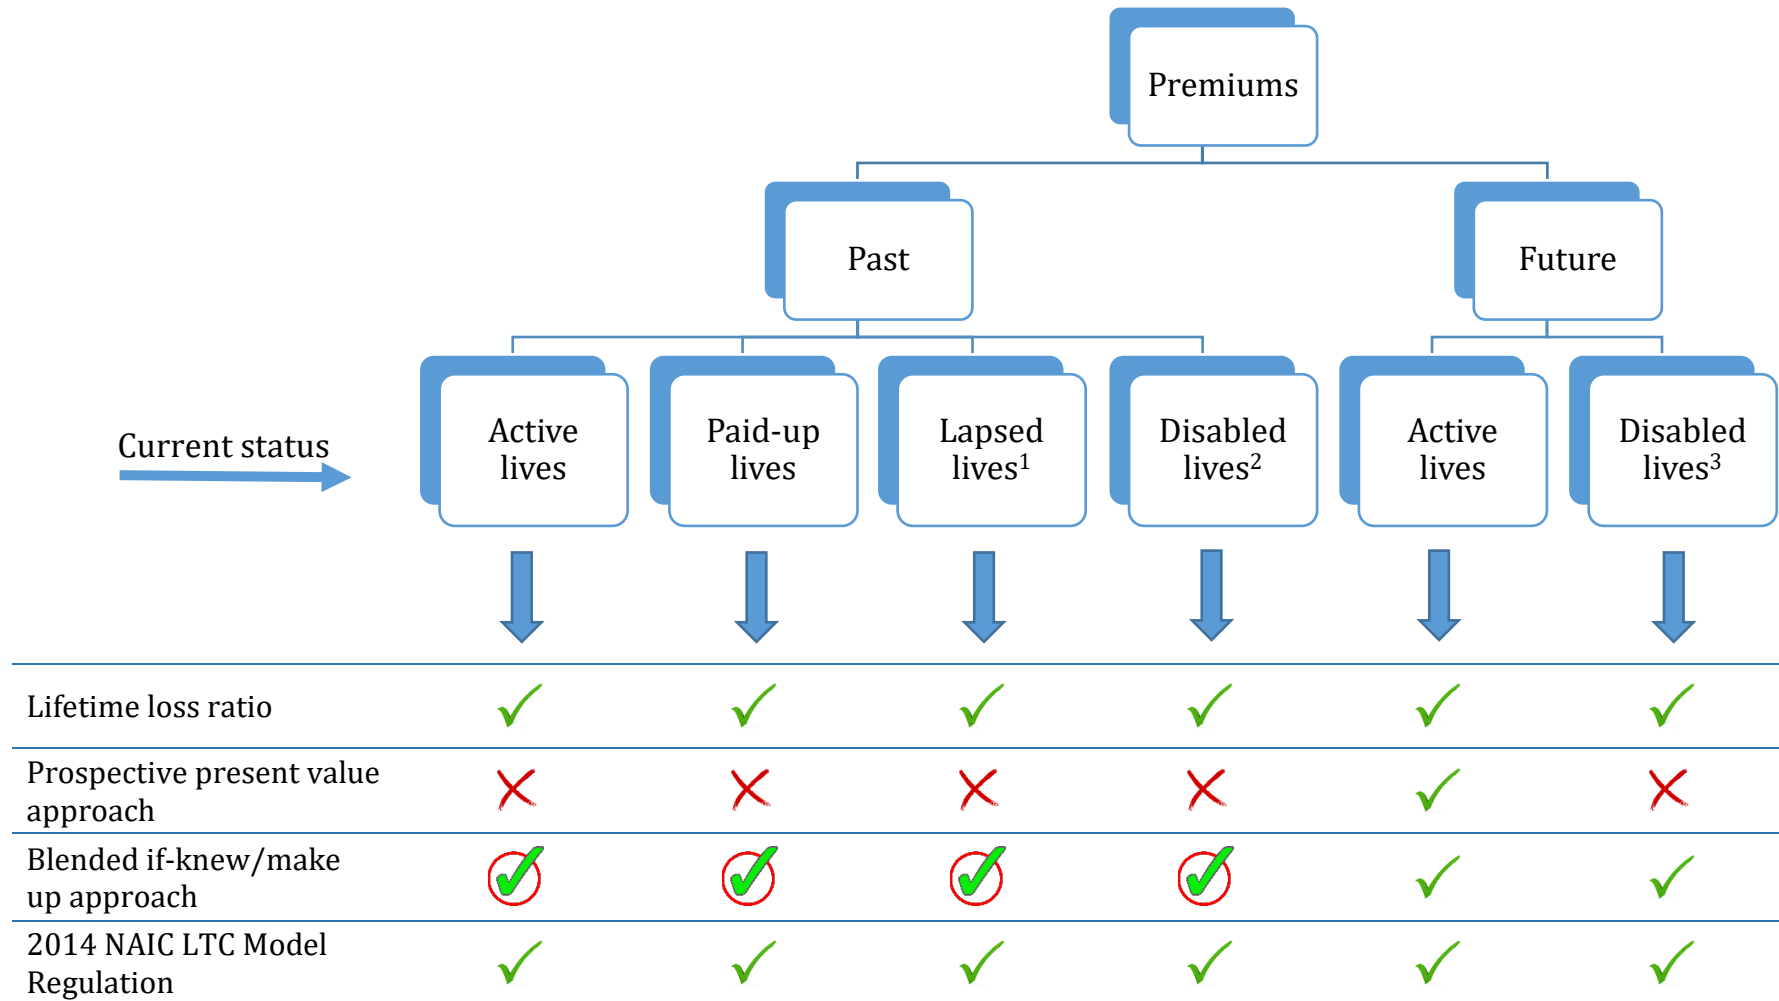 Premiums
Past
Future
Current status
Active
lives
Paid-up
lives
Lapsed
lives¹
Disabled
lives²
Active
lives
Disabled
lives³
Lifetime loss ratio
Prospective present value
approach
Blended if-knew/make
up approach
2014 NAIC LTC Model
Regulation